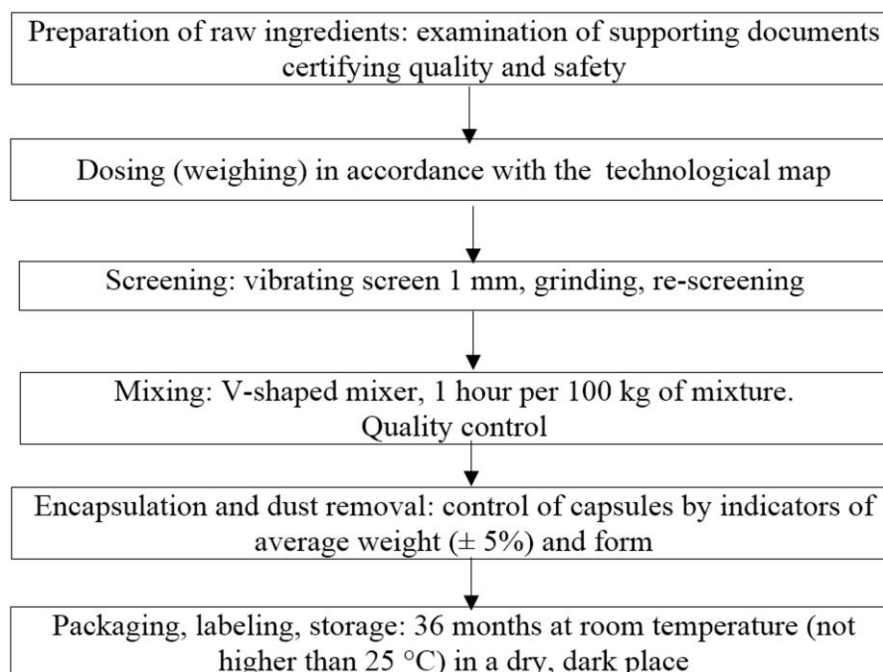 Preparation of raw ingredients: examination of supporting documents
certifying quality and safety
Dosing (weighing) in accordance with the technological map
Screening: vibrating screen 1 mm, grinding, re-screening
Mixing: V-shaped mixer, 1 hour per 100 kg of mixture.
Quality control
Encapsulation and dust removal: control of capsules by indicators of
average weight (± 5%) and form
Packaging, labeling, storage: 36 months at room temperature (not
higher than 25 °C) in a dry, dark place